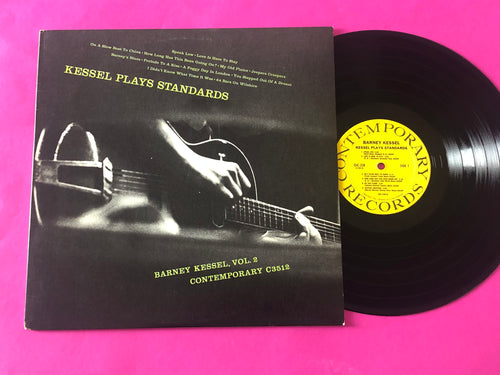 Speak Low • Love Is Here To Stay
On A Slow Boat To China • How Long Has This Been Going On? • My Old Flame • Jeepers Creepers
Barney's Blues • Prelude To A Kiss • A Foggy Day In London • You Stepped Out Of A Dream
I Didn't Know What Time It Was • 64 Bars On Wilshire
KESSEL PLAYS STANDARDS
BARNEY KESSEL, VOL. 2
CONTEMPORARY C3512
CONTEMPORARY
BARNEY KESSEL
KESSEL PLAYS STANDARDS
SIDE 1
RECORDS